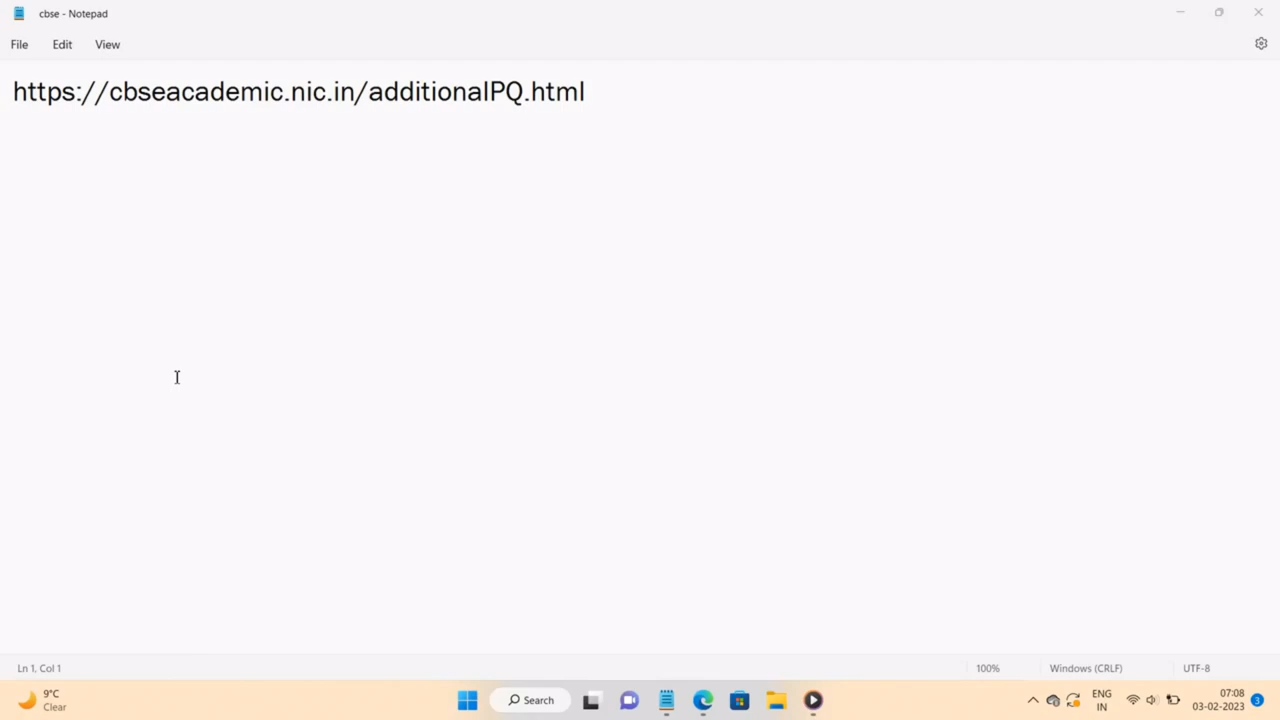 cbse - Notepad
File Edit View
https://cbseacademic.nic.in/additionalPQ.html
Ln 1, Col 1 100% Windows (CRLF) UTF-8
9°C
Clear
Search
ENG
IN
07:08
03-02-2023
3